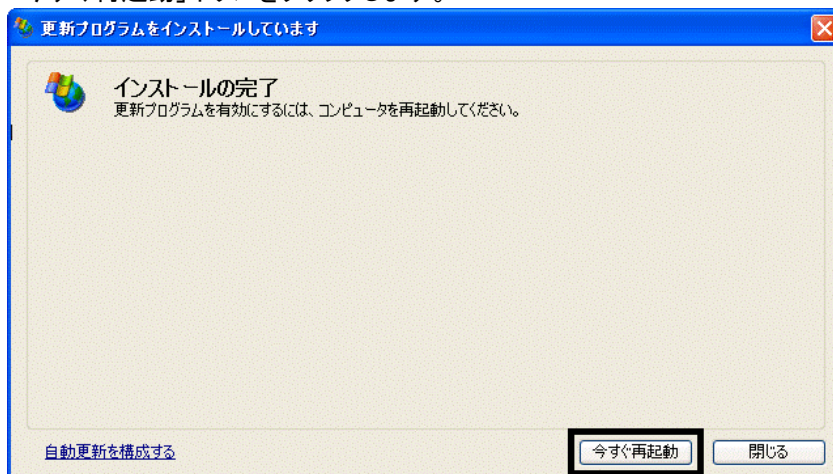 更新プログラムをインストールしています
インストールの完了
更新プログラムを有効にするには、コンピュータを再起動してください。
自動更新を構成する
今すぐ再起動
閉じる